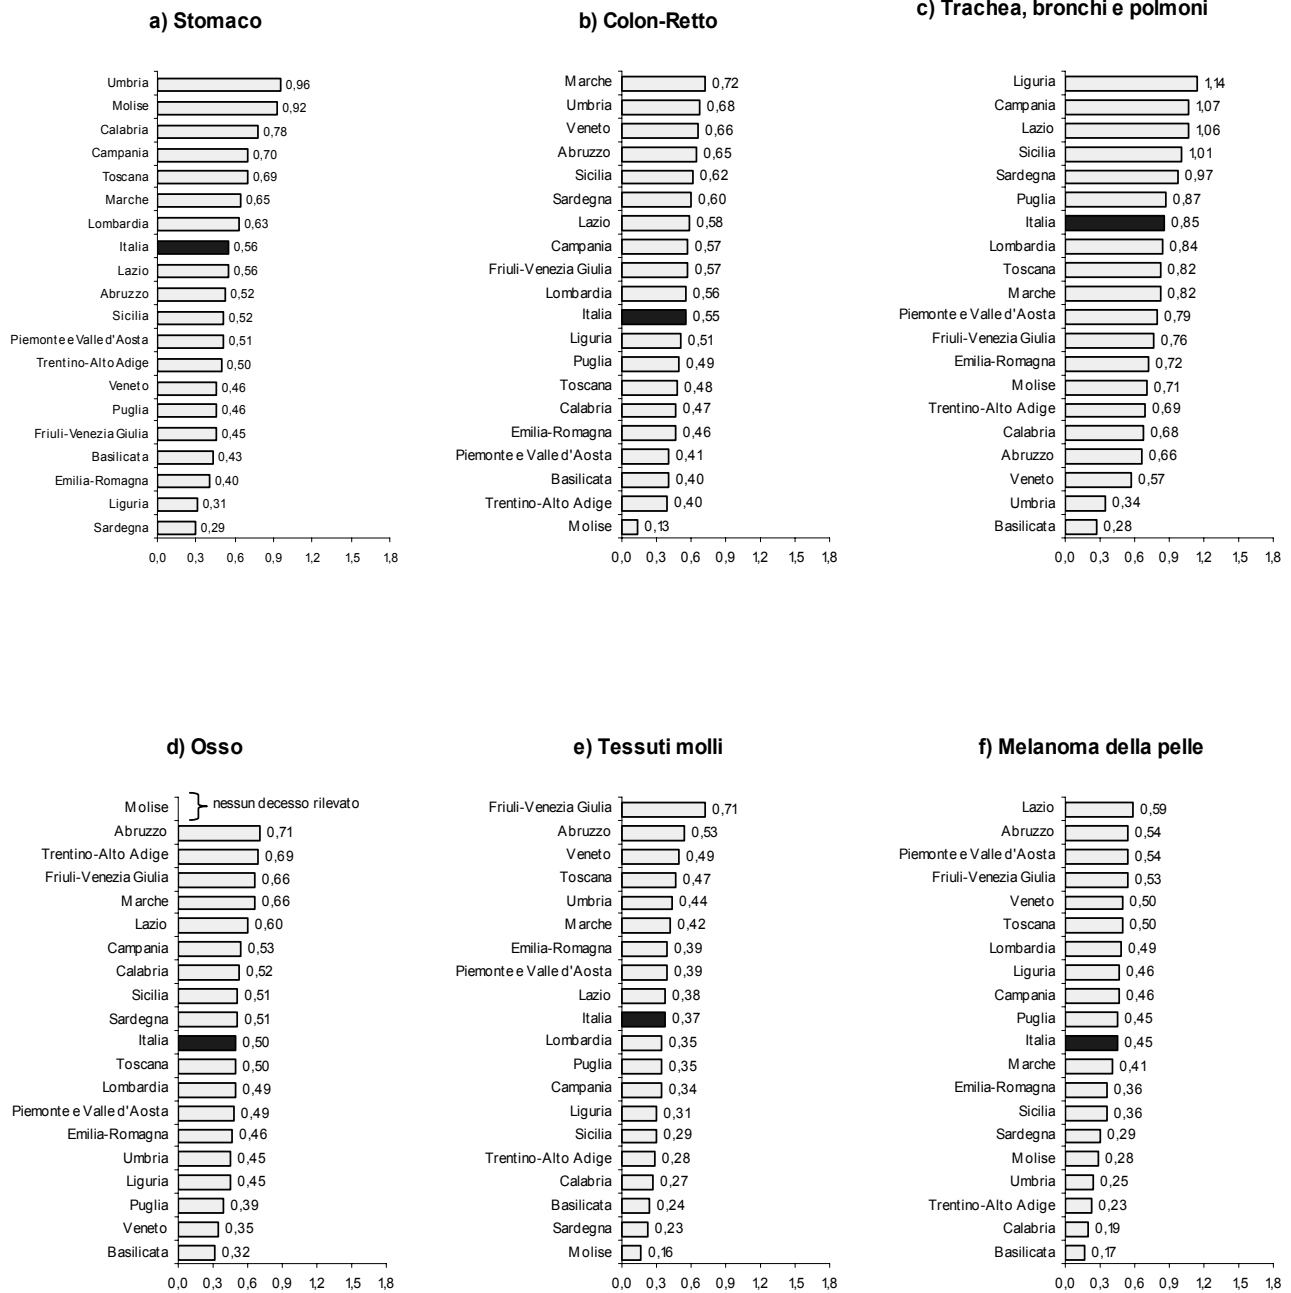 a) Stomaco
Umbria 0,96
Molise 0,92
Calabria 0,78
Campania 0,70
Toscana 0,69
Marche 0,65
Lombardia 0,63
Italia 0,56
Lazio 0,56
Abruzzo 0,52
Sicilia 0,52
Piemonte e Valle d'Aosta 0,51
Trentino-Alto Adige 0,50
Veneto 0,46
Puglia 0,46
Friuli-Venezia Giulia 0,45
Basilicata 0,43
Emilia-Romagna 0,40
Liguria 0,31
Sardegna 0,29
0,0 0,3 0,6 0,9 1,2 1,5 1,8
b) Colon-Retto
Marche 0,72
Umbria 0,68
Veneto 0,66
Abruzzo 0,65
Sicilia 0,62
Sardegna 0,60
Lazio 0,58
Campania 0,57
Friuli-Venezia Giulia 0,57
Lombardia 0,56
Italia 0,55
Liguria 0,51
Puglia 0,49
Toscana 0,48
Calabria 0,47
Emilia-Romagna 0,46
Piemonte e Valle d'Aosta 0,41
Basilicata 0,40
Trentino-Alto Adige 0,40
Molise 0,13
0,0 0,3 0,6 0,9 1,2 1,5 1,8
c) Trachea, bronchi e polmoni
Liguria 1,14
Campania 1,07
Lazio 1,06
Sicilia 1,01
Sardegna 0,97
Puglia 0,87
Italia 0,85
Lombardia 0,84
Toscana 0,82
Marche 0,82
Piemonte e Valle d'Aosta 0,79
Friuli-Venezia Giulia 0,76
Emilia-Romagna 0,72
Molise 0,71
Trentino-Alto Adige 0,69
Calabria 0,68
Abruzzo 0,66
Veneto 0,57
Umbria 0,34
Basilicata 0,28
0,0 0,3 0,6 0,9 1,2 1,5 1,8
d) Osso
Molise nessun decesso rilevato
Abruzzo 0,71
Trentino-Alto Adige 0,69
Friuli-Venezia Giulia 0,66
Marche 0,66
Lazio 0,60
Campania 0,53
Calabria 0,52
Sicilia 0,51
Sardegna 0,51
Italia 0,50
Toscana 0,50
Lombardia 0,49
Piemonte e Valle d'Aosta 0,49
Emilia-Romagna 0,46
Umbria 0,45
Liguria 0,45
Puglia 0,39
Veneto 0,35
Basilicata 0,32
0,0 0,3 0,6 0,9 1,2 1,5 1,8
e) Tessuti molli
Friuli-Venezia Giulia 0,71
Abruzzo 0,53
Veneto 0,49
Toscana 0,47
Umbria 0,44
Marche 0,42
Emilia-Romagna 0,39
Piemonte e Valle d'Aosta 0,39
Lazio 0,38
Italia 0,37
Lombardia 0,35
Puglia 0,35
Campania 0,34
Liguria 0,31
Sicilia 0,29
Trentino-Alto Adige 0,28
Calabria 0,27
Basilicata 0,24
Sardegna 0,23
Molise 0,16
0,0 0,3 0,6 0,9 1,2 1,5 1,8
f) Melanoma della pelle
Lazio 0,59
Abruzzo 0,54
Piemonte e Valle d'Aosta 0,54
Friuli-Venezia Giulia 0,53
Veneto 0,50
Toscana 0,50
Lombardia 0,49
Liguria 0,46
Campania 0,46
Puglia 0,45
Italia 0,45
Marche 0,41
Emilia-Romagna 0,36
Sicilia 0,36
Sardegna 0,29
Molise 0,28
Umbria 0,25
Trentino-Alto Adige 0,23
Calabria 0,19
Basilicata 0,17
0,0 0,3 0,6 0,9 1,2 1,5 1,8